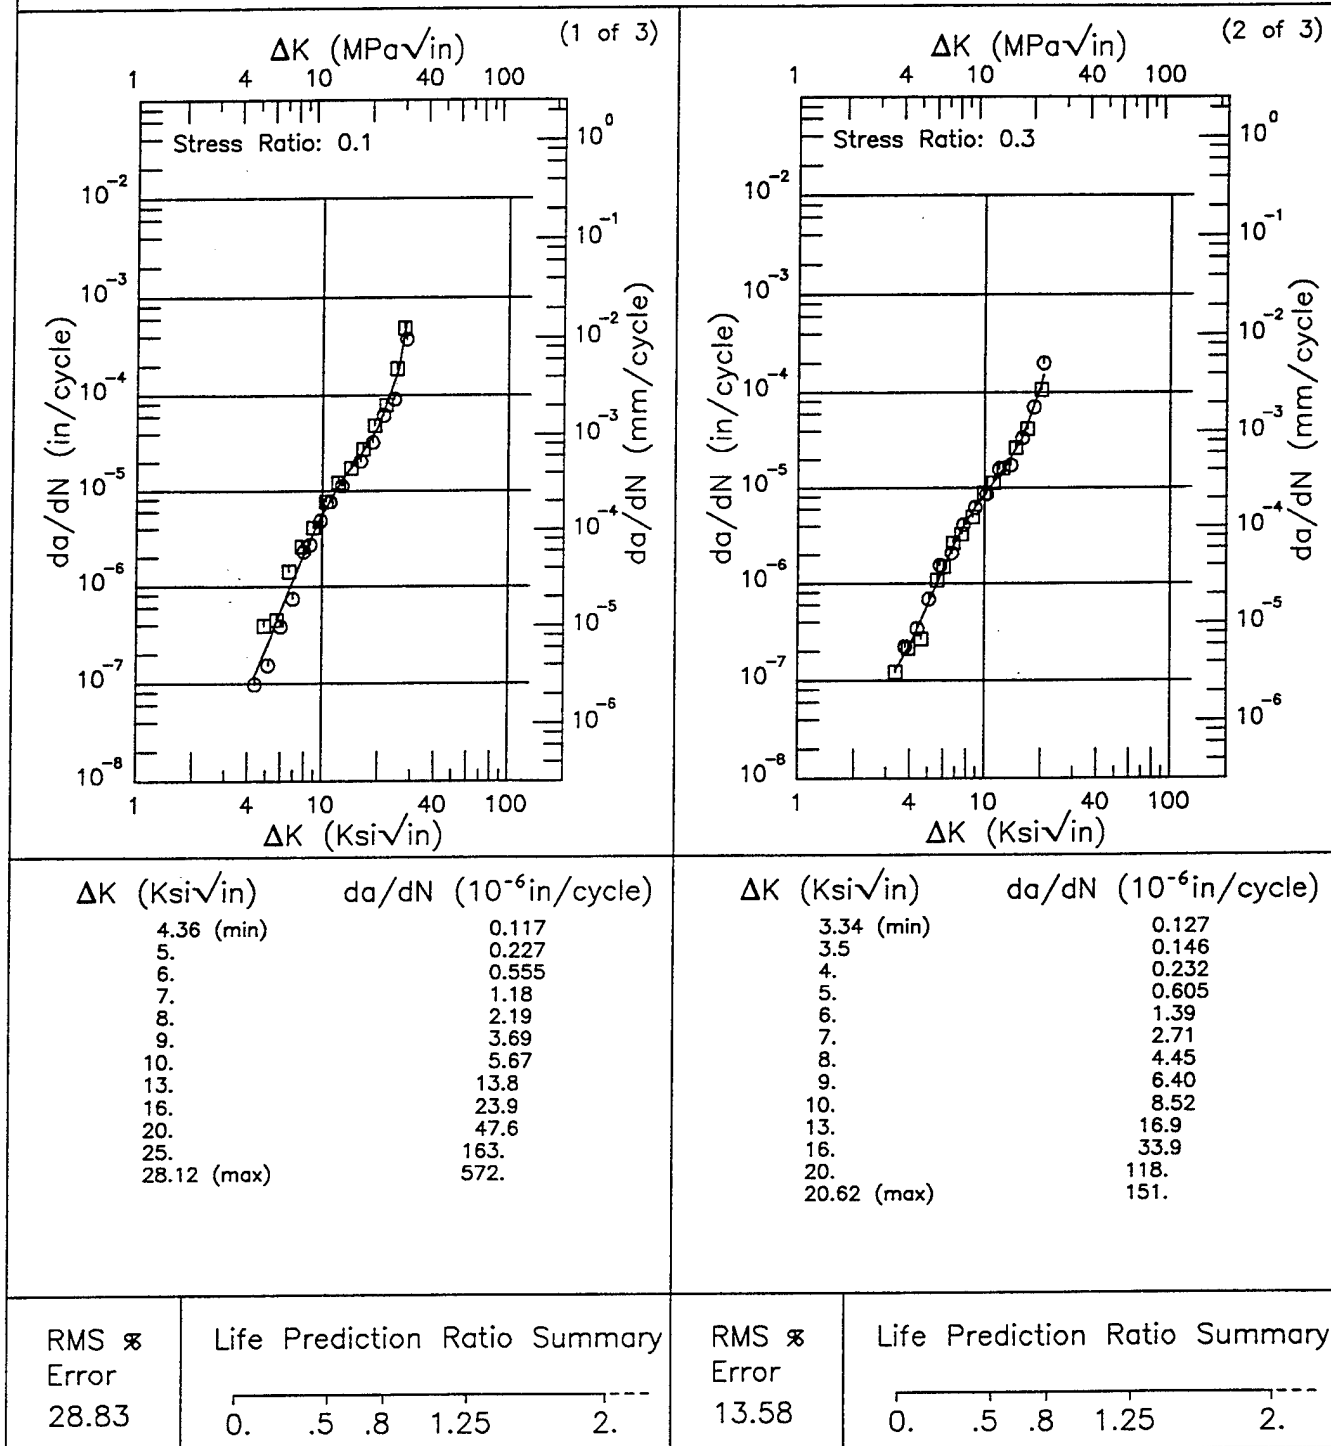 (1 of 3)
ΔK (MPa√in)
1 4 10 40 100
Stress Ratio: 0.1
da/dN (in/cycle)
10⁻²
10⁻³
10⁻⁴
10⁻⁵
10⁻⁶
10⁻⁷
10⁻⁸
10⁰
10⁻¹
10⁻²
10⁻³
10⁻⁴
10⁻⁵
10⁻⁶
da/dN (mm/cycle)
1 4 10 40 100
ΔK (Ksi√in)
ΔK (Ksi√in) da/dN (10⁻⁶in/cycle)
4.36 (min) 0.117
5. 0.227
6. 0.555
7. 1.18
8. 2.19
9. 3.69
10. 5.67
13. 13.8
16. 23.9
20. 47.6
25. 163.
28.12 (max) 572.
RMS %
Error
28.83
Life Prediction Ratio Summary
0. .5 .8 1.25 2.
(2 of 3)
ΔK (MPa√in)
1 4 10 40 100
Stress Ratio: 0.3
da/dN (in/cycle)
10⁻²
10⁻³
10⁻⁴
10⁻⁵
10⁻⁶
10⁻⁷
10⁻⁸
10⁰
10⁻¹
10⁻²
10⁻³
10⁻⁴
10⁻⁵
10⁻⁶
da/dN (mm/cycle)
1 4 10 40 100
ΔK (Ksi√in)
ΔK (Ksi√in) da/dN (10⁻⁶in/cycle)
3.34 (min) 0.127
3.5 0.146
4. 0.232
5. 0.605
6. 1.39
7. 2.71
8. 4.45
9. 6.40
10. 8.52
13. 16.9
16. 33.9
20. 118.
20.62 (max) 151.
RMS %
Error
13.58
Life Prediction Ratio Summary
0. .5 .8 1.25 2.